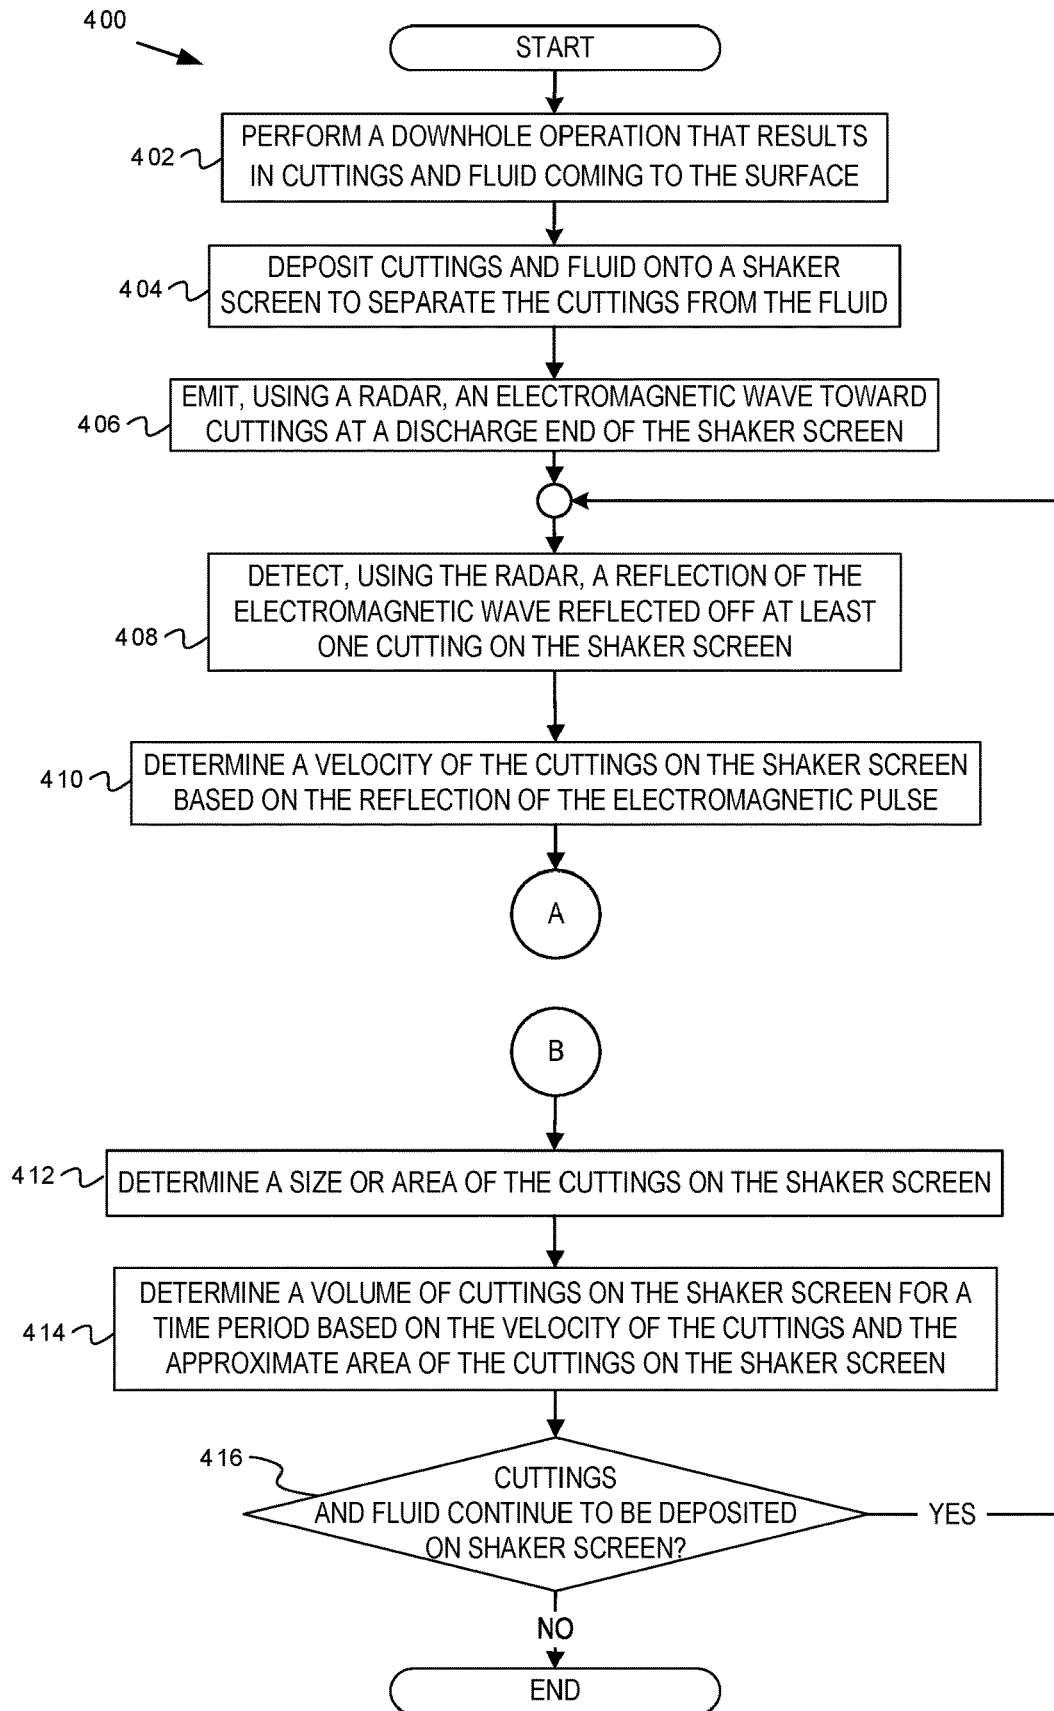 400
START
402
PERFORM A DOWNHOLE OPERATION THAT RESULTS
IN CUTTINGS AND FLUID COMING TO THE SURFACE
404
DEPOSIT CUTTINGS AND FLUID ONTO A SHAKER
SCREEN TO SEPARATE THE CUTTINGS FROM THE FLUID
406
EMIT, USING A RADAR, AN ELECTROMAGNETIC WAVE TOWARD
CUTTINGS AT A DISCHARGE END OF THE SHAKER SCREEN
408
DETECT, USING THE RADAR, A REFLECTION OF THE
ELECTROMAGNETIC WAVE REFLECTED OFF AT LEAST
ONE CUTTING ON THE SHAKER SCREEN
410
DETERMINE A VELOCITY OF THE CUTTINGS ON THE SHAKER SCREEN
BASED ON THE REFLECTION OF THE ELECTROMAGNETIC PULSE
A
B
412
DETERMINE A SIZE OR AREA OF THE CUTTINGS ON THE SHAKER SCREEN
414
DETERMINE A VOLUME OF CUTTINGS ON THE SHAKER SCREEN FOR A
TIME PERIOD BASED ON THE VELOCITY OF THE CUTTINGS AND THE
APPROXIMATE AREA OF THE CUTTINGS ON THE SHAKER SCREEN
416
CUTTINGS
AND FLUID CONTINUE TO BE DEPOSITED
ON SHAKER SCREEN?
YES
NO
END